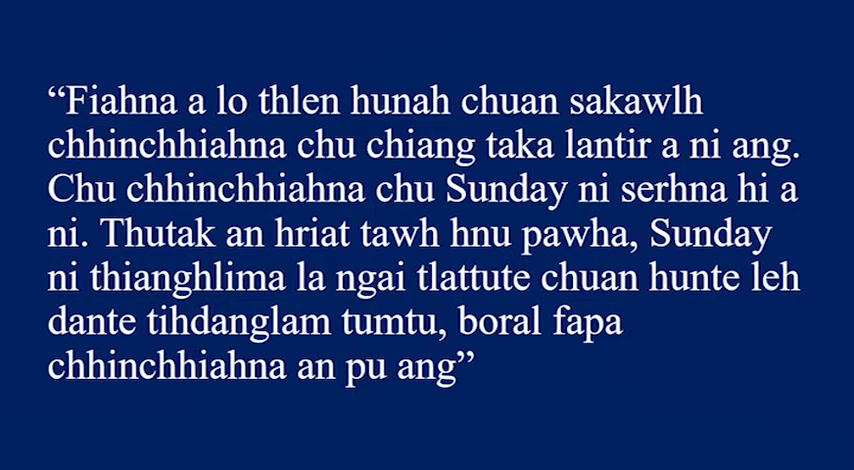 “Fiahna a lo thlen hunah chuan sakawlh
chhinchhiahna chu chiang taka lantir a ni ang.
Chu chhinchhiahna chu Sunday ni serhna hi a
ni. Thutak an hriat tawh hnu pawha, Sunday
ni thianghlima la ngai tlattute chuan hunte leh
dante tihdanglam tumtu, boral fapa
chhinchhiahna an pu ang”